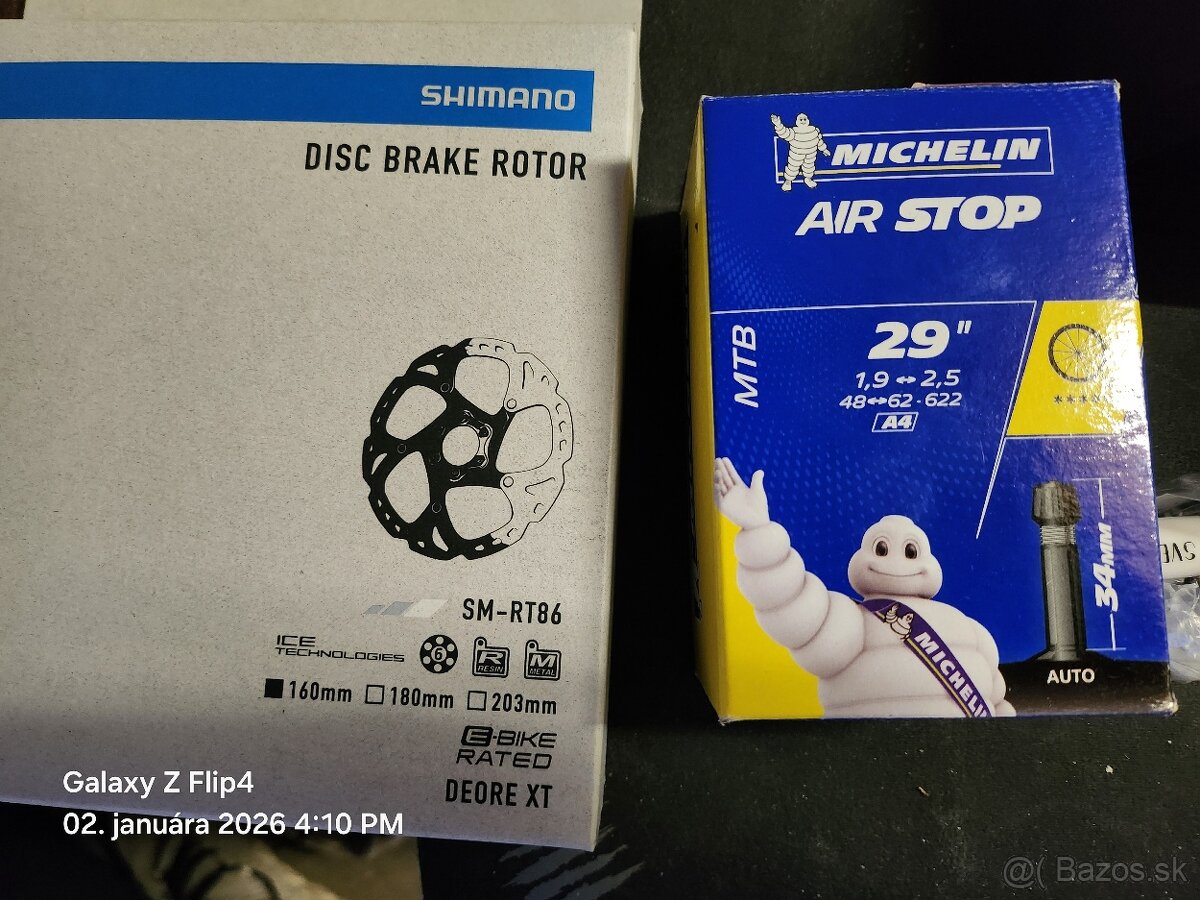 SHIMANO
DISC BRAKE ROTOR
SM-RT86
ICE TECHNOLOGIES
6
R RESIN
M METAL
160mm 180mm 203mm
E-BIKE
RATED
DEORE XT
MICHELIN
AIR STOP
MTB
29"
1,9 ↔ 2,5
48↔62-622
A4
****
34MM
MICHELIN
AUTO
Galaxy Z Flip4
02. januára 2026 4:10 PM
@( Bazos.sk